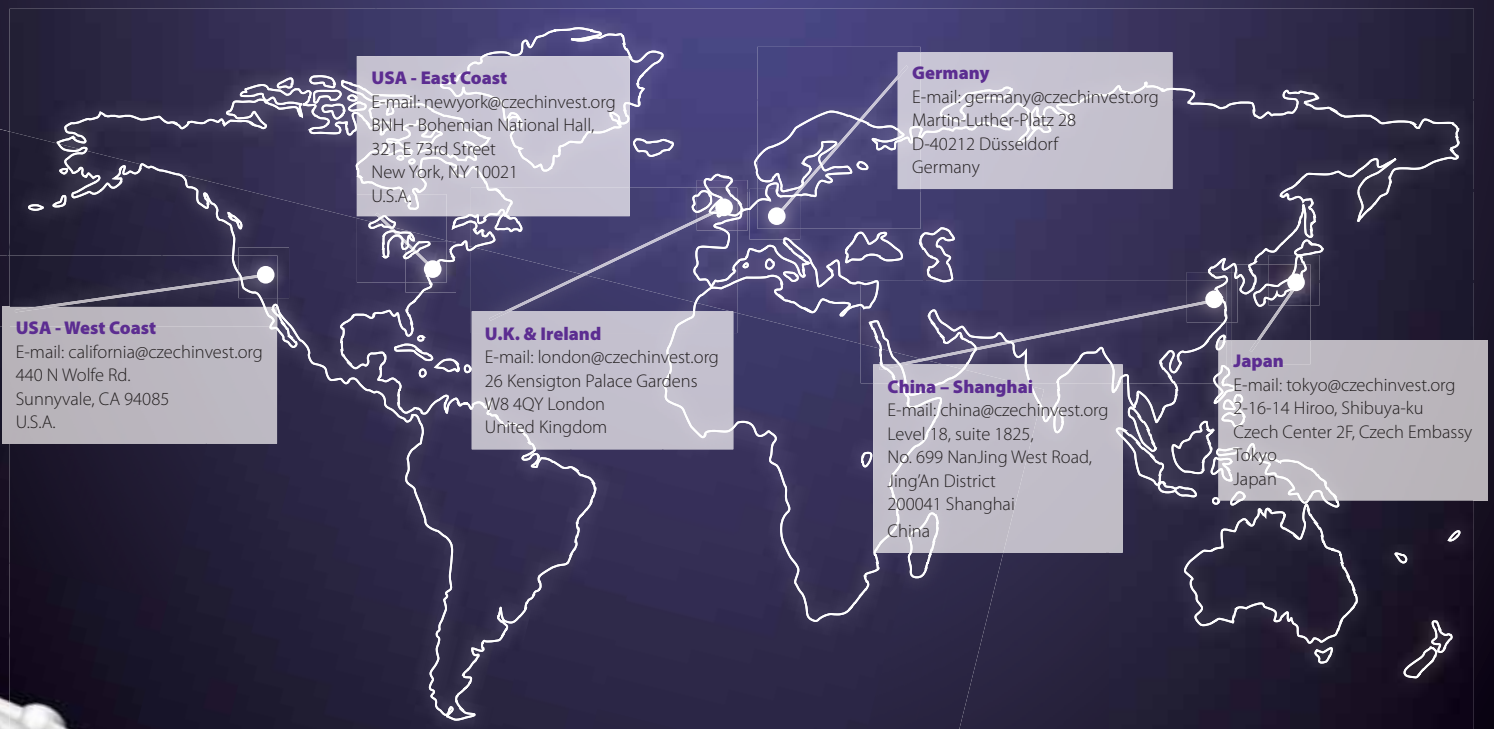 USA - East Coast
E-mail: newyork@czechinvest.org
BNH - Bohemian National Hall,
321 E 73rd Street
New York, NY 10021
U.S.A.
Germany
E-mail: germany@czechinvest.org
Martin-Luther-Platz 28
D-40212 Düsseldorf
Germany
USA - West Coast
E-mail: california@czechinvest.org
440 N Wolfe Rd.
Sunnyvale, CA 94085
U.S.A.
U.K. & Ireland
E-mail: london@czechinvest.org
26 Kensigton Palace Gardens
W8 4QY London
United Kingdom
China – Shanghai
E-mail: china@czechinvest.org
Level 18, suite 1825,
No. 699 NanJing West Road,
Jing’An District
200041 Shanghai
China
Japan
E-mail: tokyo@czechinvest.org
2-16-14 Hiroo, Shibuya-ku
Czech Center 2F, Czech Embassy
Tokyo
Japan